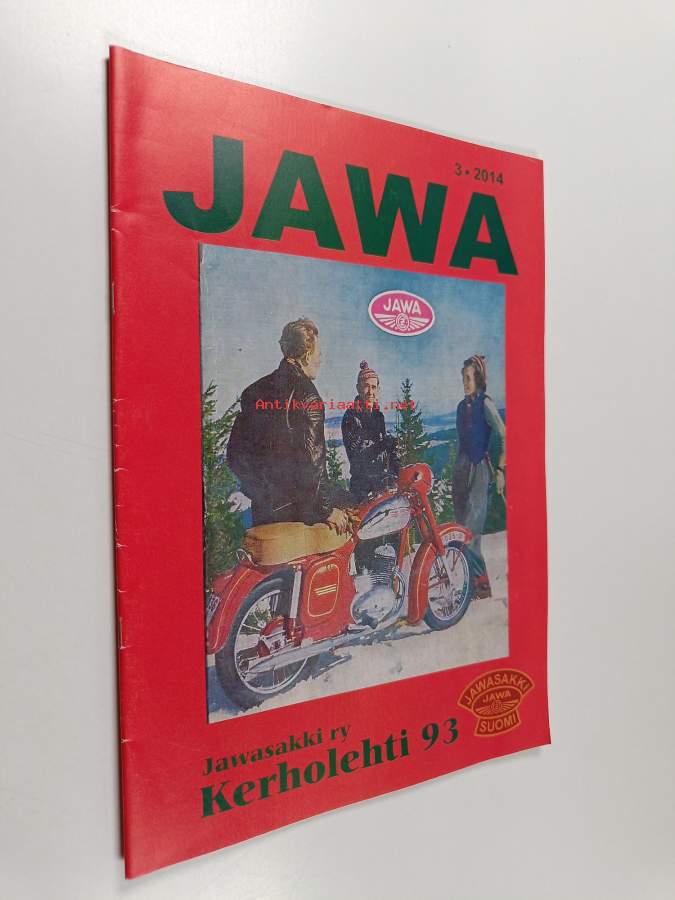 3 • 2014
JAWA
JAWA
Antikvariaatti.net
Jawasakki ry
Kerholehti 93
JAWASAKKI
JAWA
SUOMI